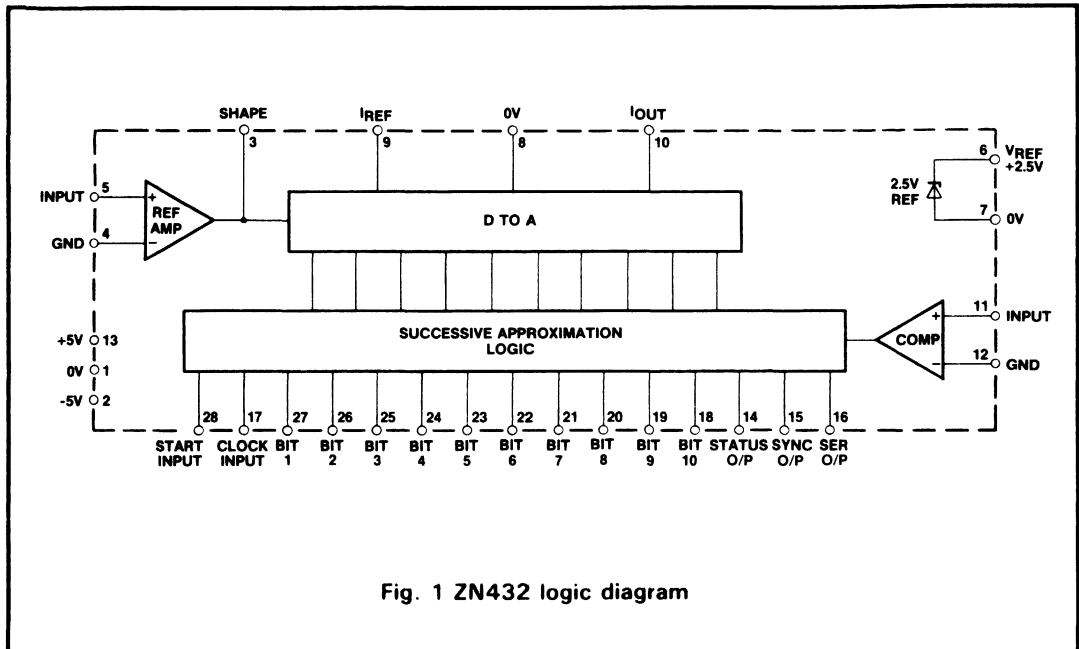 SHAPE IREF 0V IOUT
3 9 8 10
6 VREF
+2.5V
5
INPUT
+
REF
AMP
−
4
GND
2.5V
REF
7 0V
D TO A
SUCCESSIVE APPROXIMATION
LOGIC
+
COMP
−
11 INPUT
12 GND
+5V 13
0V 1
-5V 2
28 17 27 26 25 24 23 22 21 20 19 18 14 15 16
START CLOCK BIT BIT BIT BIT BIT BIT BIT BIT BIT BIT STATUS SYNC SER
INPUT INPUT 1 2 3 4 5 6 7 8 9 10 O/P O/P O/P
Fig. 1 ZN432 logic diagram